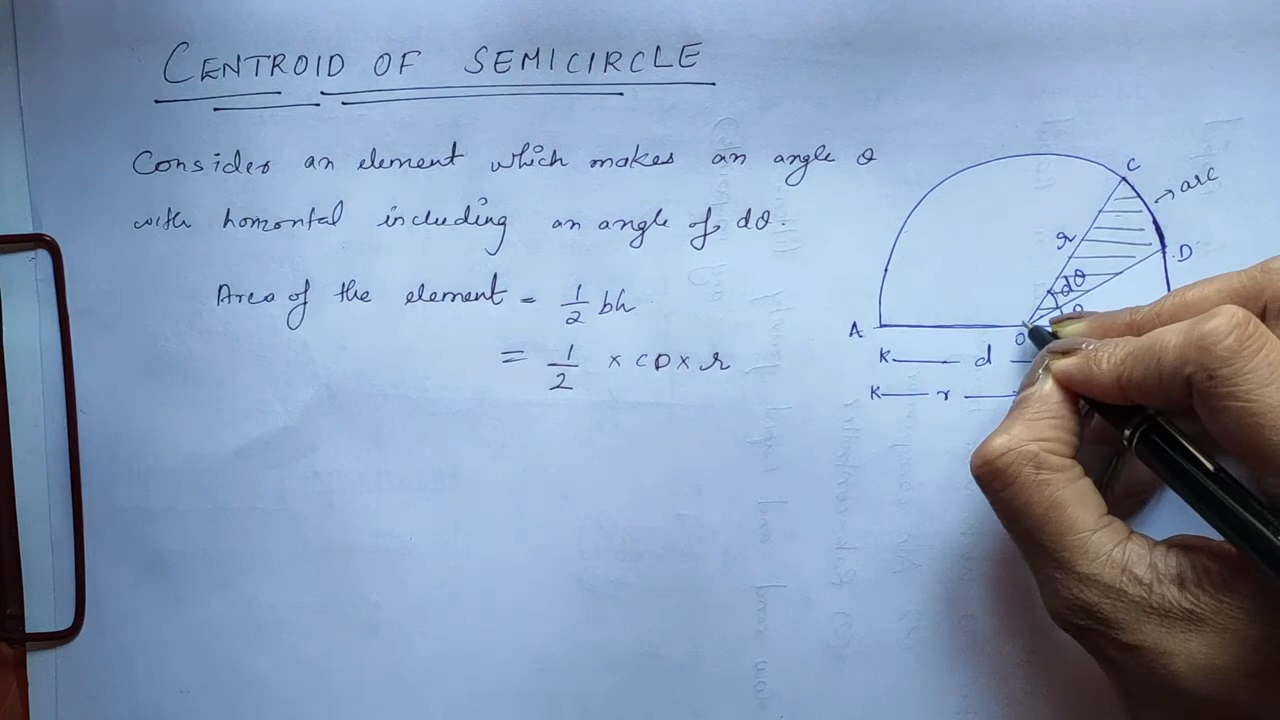 CENTROID OF SEMICIRCLE
Consider an element which makes an angle θ
with horizontal including an angle of dθ.
Area of the element = 1/2 bh
= 1/2 × CD × r
C
→ arc
r
D
dθ
θ
A
O
d
r